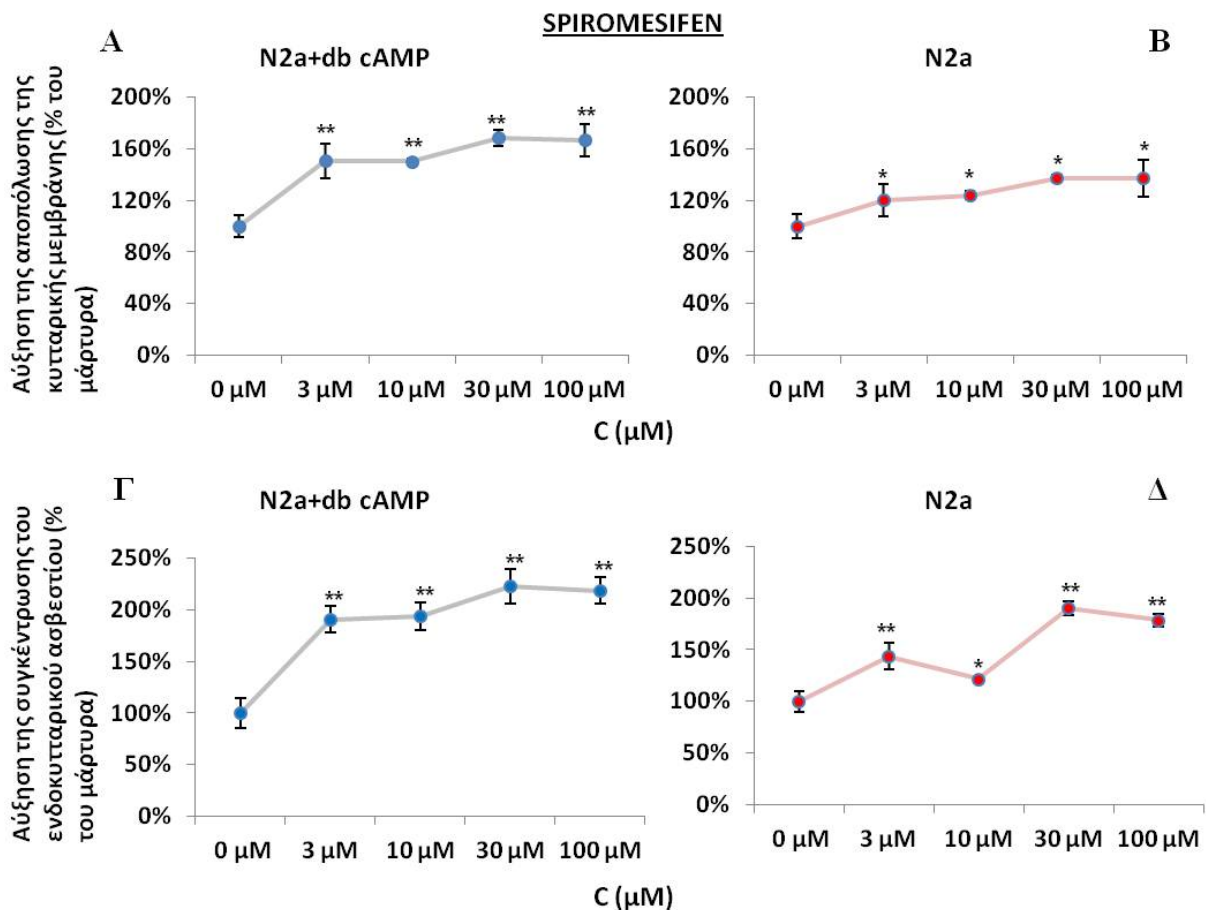 SPIROMESIFEN
A
N2a+db cAMP
Αύξηση της αποπόλωσης της
κυτταρικής μεμβράνης (% του
μάρτυρα)
200%
160%
120%
80%
40%
0%
** ** ** **
0 μM 3 μM 10 μM 30 μM 100 μM
B
N2a
200%
160%
120%
80%
40%
0%
* * * *
0 μM 3 μM 10 μM 30 μM 100 μM
C (μM)
Γ
N2a+db cAMP
Αύξηση της συγκέντρωσης του
ενδοκυτταρικού ασβεστίου (%
του μάρτυρα)
250%
200%
150%
100%
50%
0%
** ** ** **
0 μM 3 μM 10 μM 30 μM 100 μM
Δ
N2a
250%
200%
150%
100%
50%
0%
** * ** **
0 μM 3 μM 10 μM 30 μM 100 μM
C (μM)